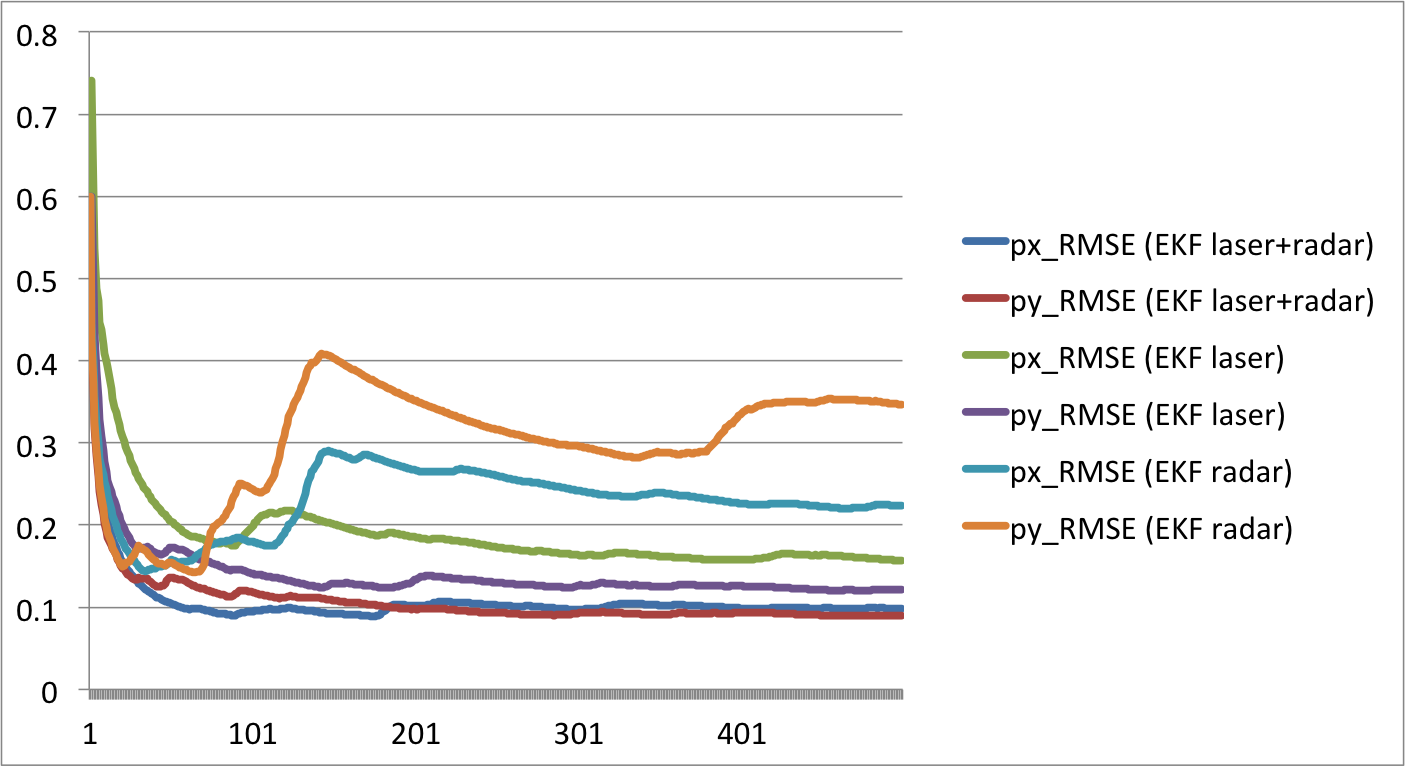 0.8
0.7
0.6
0.5
0.4
0.3
0.2
0.1
0
1
101
201
301
401
px_RMSE (EKF laser+radar)
py_RMSE (EKF laser+radar)
px_RMSE (EKF laser)
py_RMSE (EKF laser)
px_RMSE (EKF radar)
py_RMSE (EKF radar)